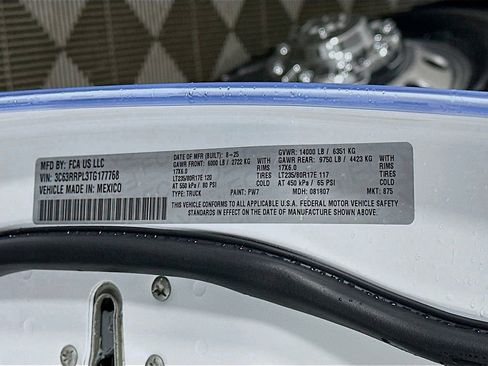 MFD BY: FCA US LLC
VIN: 3C63RRPL3TG177768
VEHICLE MADE IN: MEXICO
DATE OF MFR (BUILT): 8-25
GAWR FRONT: 6000 LB / 2722 KG WITH
17X6.0 RIMS
LT235/80R17E 120 TIRES
AT 550 kPa / 80 PSI COLD
TYPE: TRUCK PAINT: PW7
GVWR: 14000 LB / 6351 KG
GAWR REAR: 9750 LB / 4423 KG WITH
17X6.0 RIMS
LT235/80R17E 117 TIRES
AT 450 kPa / 65 PSI COLD
MDH: 081907 MKT: 875
THIS VEHICLE CONFORMS TO ALL APPLICABLE U.S.A. FEDERAL MOTOR VEHICLE SAFETY
STANDARDS IN EFFECT ON THE DATE OF MANUFACTURE SHOWN ABOVE.